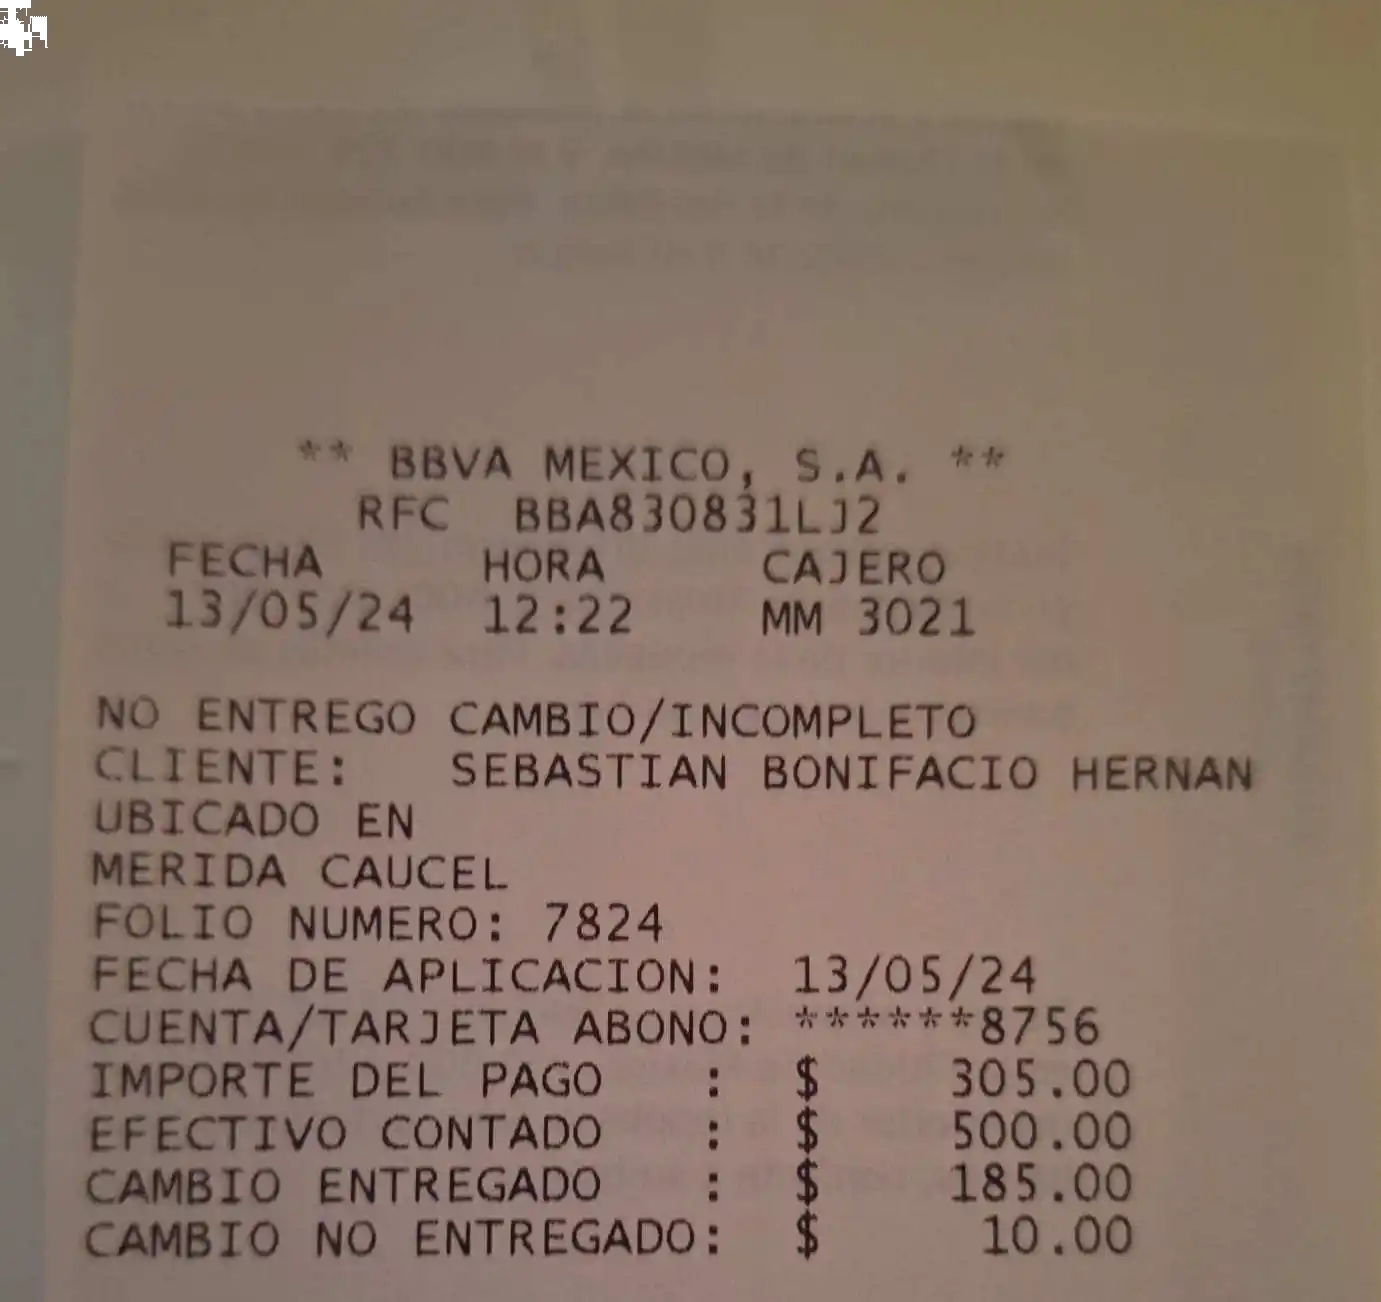 ** BBVA MEXICO, S.A. **
RFC BBA830831LJ2
FECHA HORA CAJERO
13/05/24 12:22 MM 3021
NO ENTREGO CAMBIO/INCOMPLETO
CLIENTE: SEBASTIAN BONIFACIO HERNAN
UBICADO EN
MERIDA CAUCEL
FOLIO NUMERO: 7824
FECHA DE APLICACION: 13/05/24
CUENTA/TARJETA ABONO: ******8756
IMPORTE DEL PAGO : $ 305.00
EFECTIVO CONTADO : $ 500.00
CAMBIO ENTREGADO : $ 185.00
CAMBIO NO ENTREGADO: $ 10.00